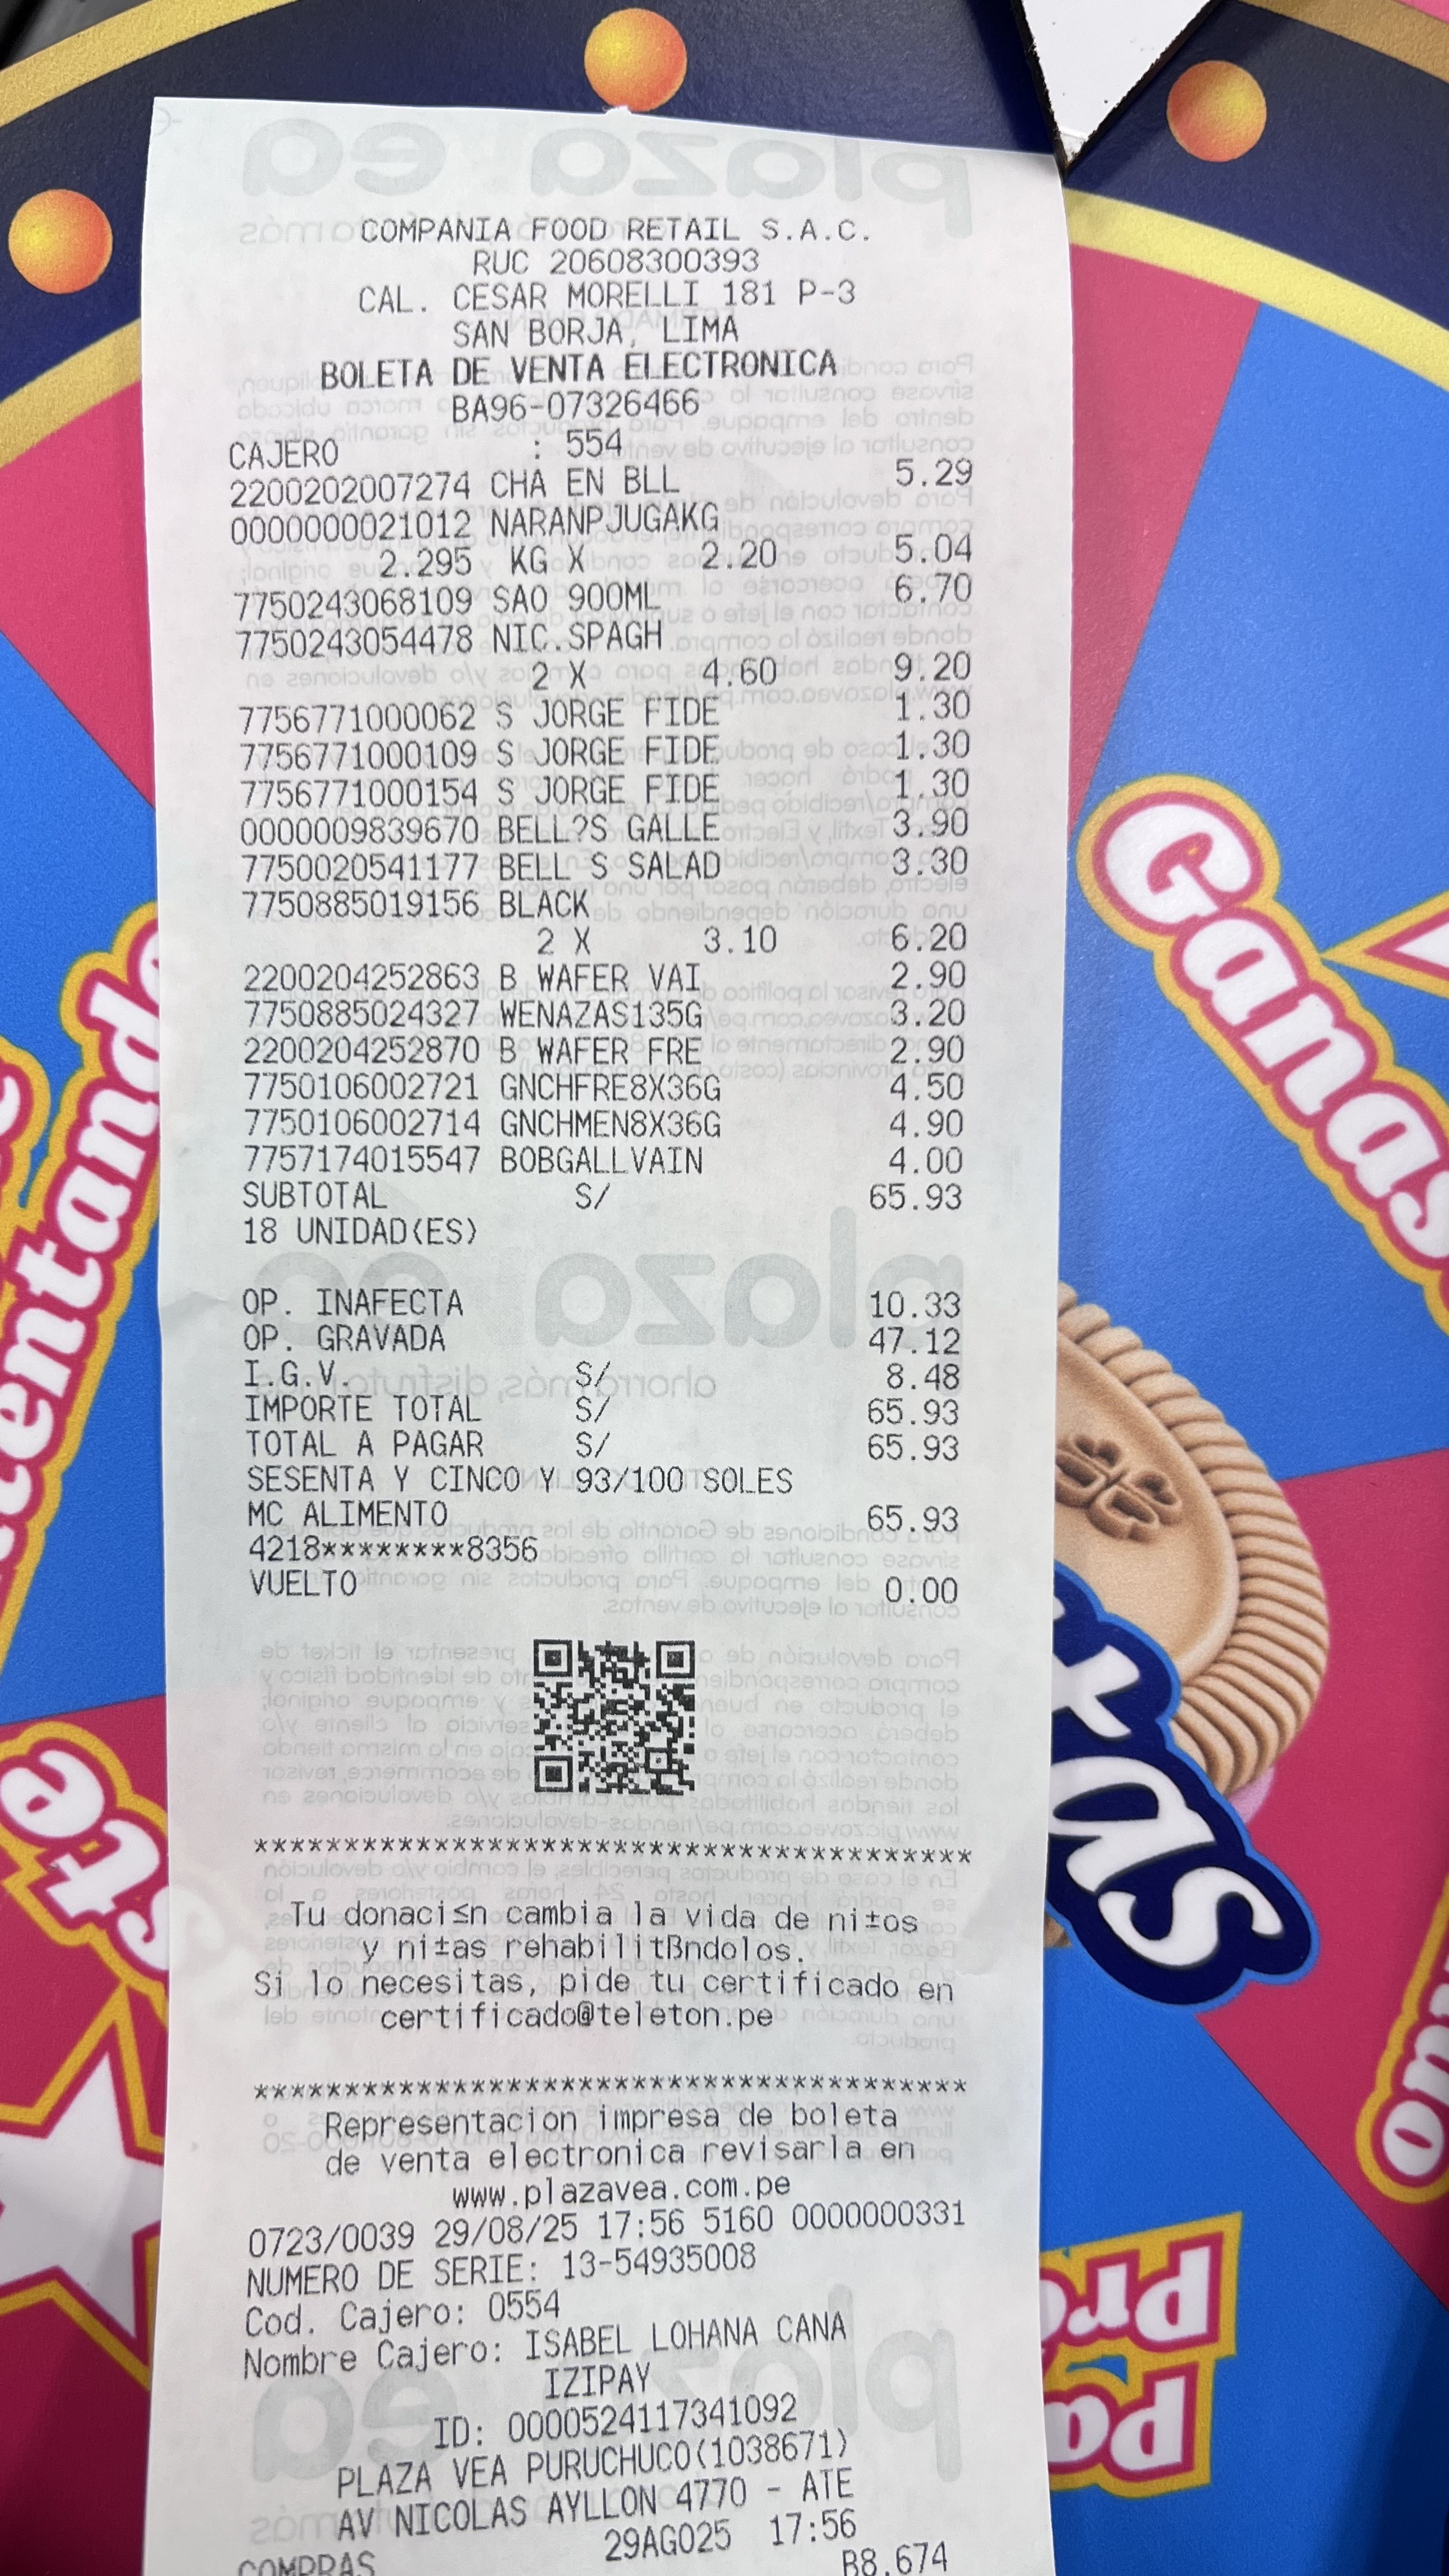 COMPANIA FOOD RETAIL S.A.C.
RUC 20608300393
CAL. CESAR MORELLI 181 P-3
SAN BORJA, LIMA
BOLETA DE VENTA ELECTRONICA
BA96-07326466
CAJERO : 554
2200202007274 CHA EN BLL 5.29
0000000021012 NARANPJUGAKG
2.295 KG X 2.20 5.04
7750243068109 SAO 900ML 6.70
7750243054478 NIC.SPAGH
2 X 4.60 9.20
7756771000062 S JORGE FIDE 1.30
7756771000109 S JORGE FIDE 1.30
7756771000154 S JORGE FIDE 1.30
0000009839670 BELL?S GALLE 3.90
7750020541177 BELL S SALAD 3.30
7750885019156 BLACK
2 X 3.10 6.20
2200204252863 B WAFER VAI 2.90
7750885024327 WENAZAS135G 3.20
2200204252870 B WAFER FRE 2.90
7750106002721 GNCHFRE8X36G 4.50
7750106002714 GNCHMEN8X36G 4.90
7757174015547 BOBGALLVAIN 4.00
SUBTOTAL S/ 65.93
18 UNIDAD(ES)
OP. INAFECTA 10.33
OP. GRAVADA 47.12
I.G.V. S/ 8.48
IMPORTE TOTAL S/ 65.93
TOTAL A PAGAR S/ 65.93
SESENTA Y CINCO Y 93/100 SOLES
MC ALIMENTO 65.93
4218********8356
VUELTO 0.00
****************************************
Tu donaci≤n cambia la vida de ni±os
y ni±as rehabilitßndolos.
Si lo necesitas, pide tu certificado en
certificado@teleton.pe
****************************************
Representacion impresa de boleta
de venta electronica revisarla en
www.plazavea.com.pe
0723/0039 29/08/25 17:56 5160 0000000331
NUMERO DE SERIE: 13-54935008
Cod. Cajero: 0554
Nombre Cajero: ISABEL LOHANA CANA
IZIPAY
ID: 0000524117341092
PLAZA VEA PURUCHUCO(1038671)
AV NICOLAS AYLLON 4770 - ATE
29AGO25 17:56
COMPRAS B8.674
Ganas